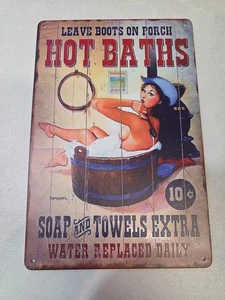 LEAVE BOOTS ON PORCH
HOT BATHS
10¢
SOAP AND TOWELS EXTRA
WATER REPLACED DAILY